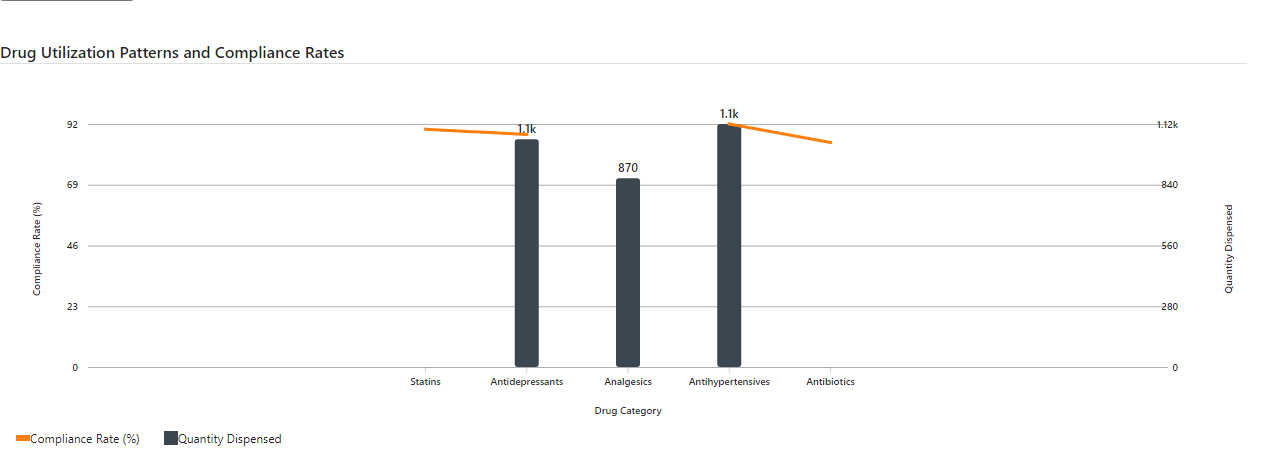 Drug Utilization Patterns and Compliance Rates
1.1k
92
1.1k
1.12k
870
69
840
46
560
23
280
0
0
Compliance Rate (%)
Quantity Dispensed
Statins Antidepressants Analgesics Antihypertensives Antibiotics
Drug Category
Compliance Rate (%) Quantity Dispensed